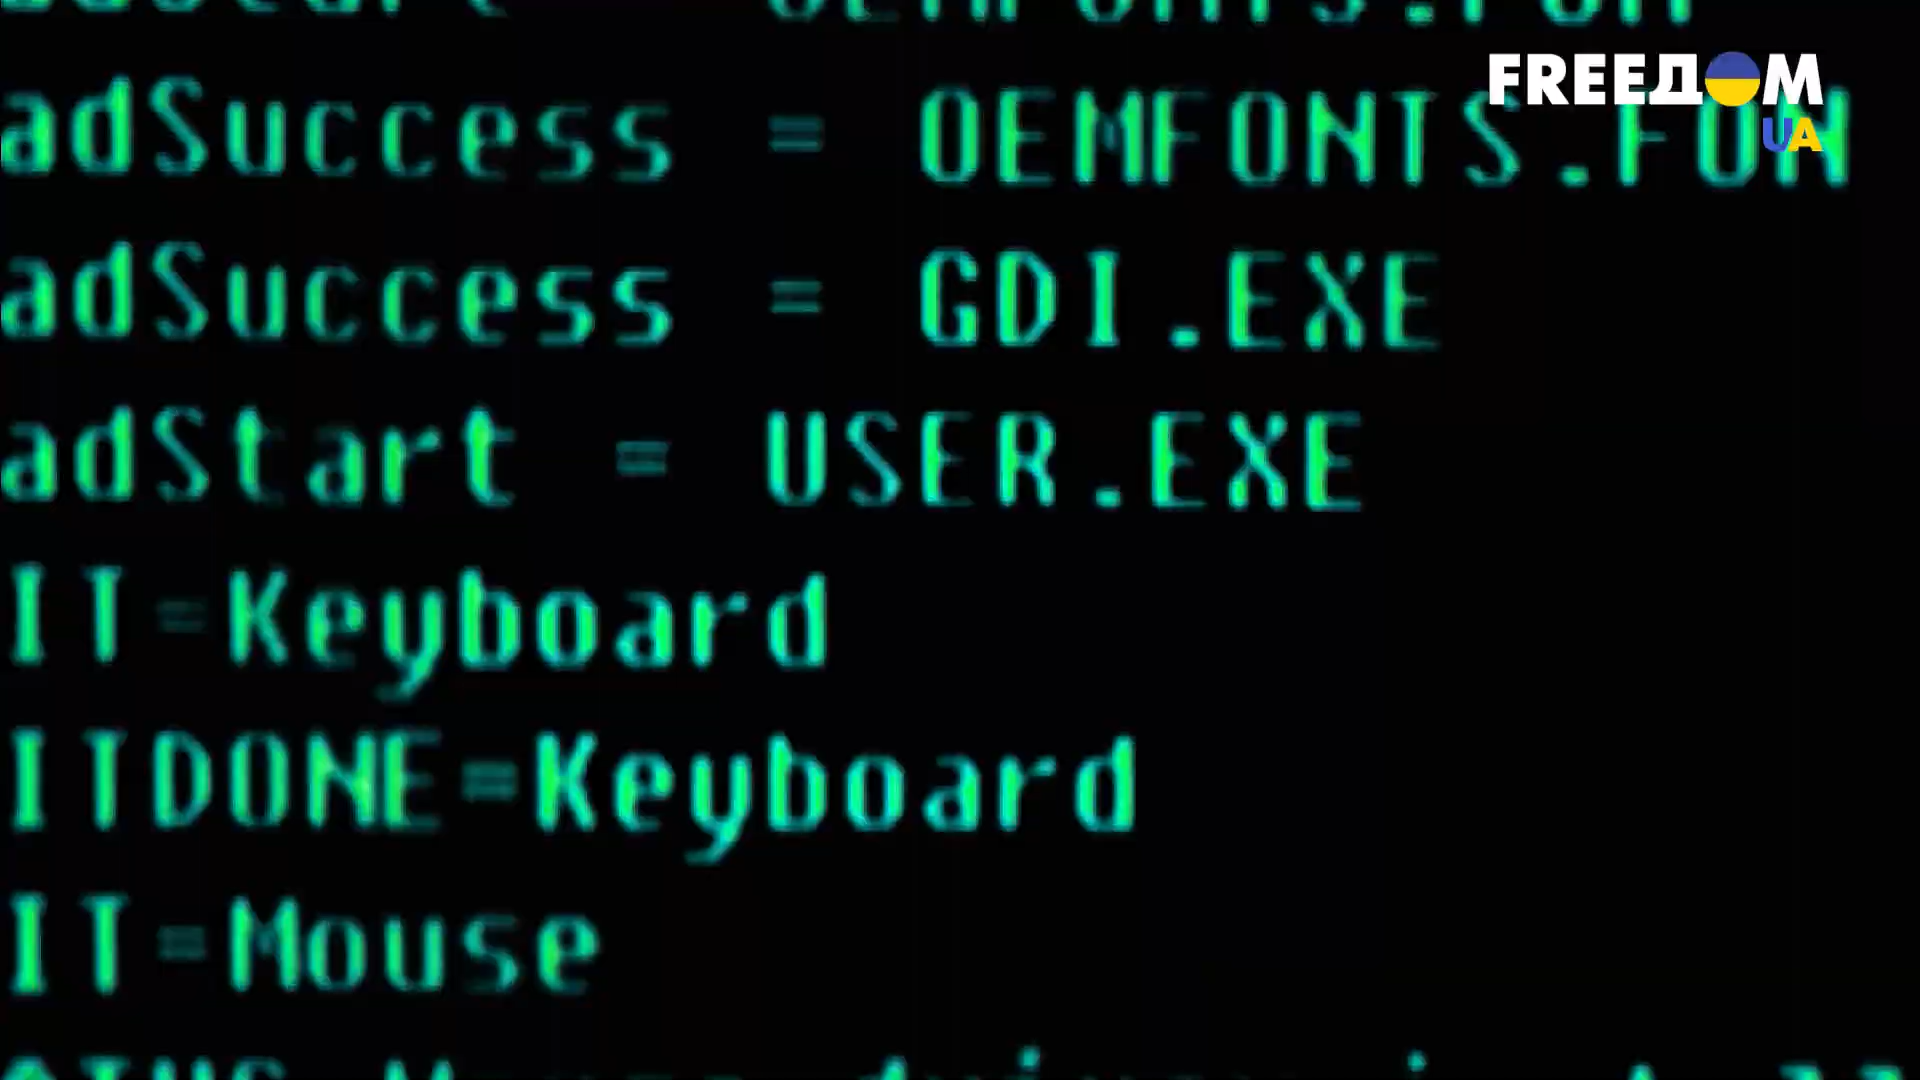 adSuccess = OEMFONTS.FON
FREEДOM
UA
adSuccess = GDI.EXE
adStart = USER.EXE
IT=Keyboard
ITDONE=Keyboard
IT=Mouse